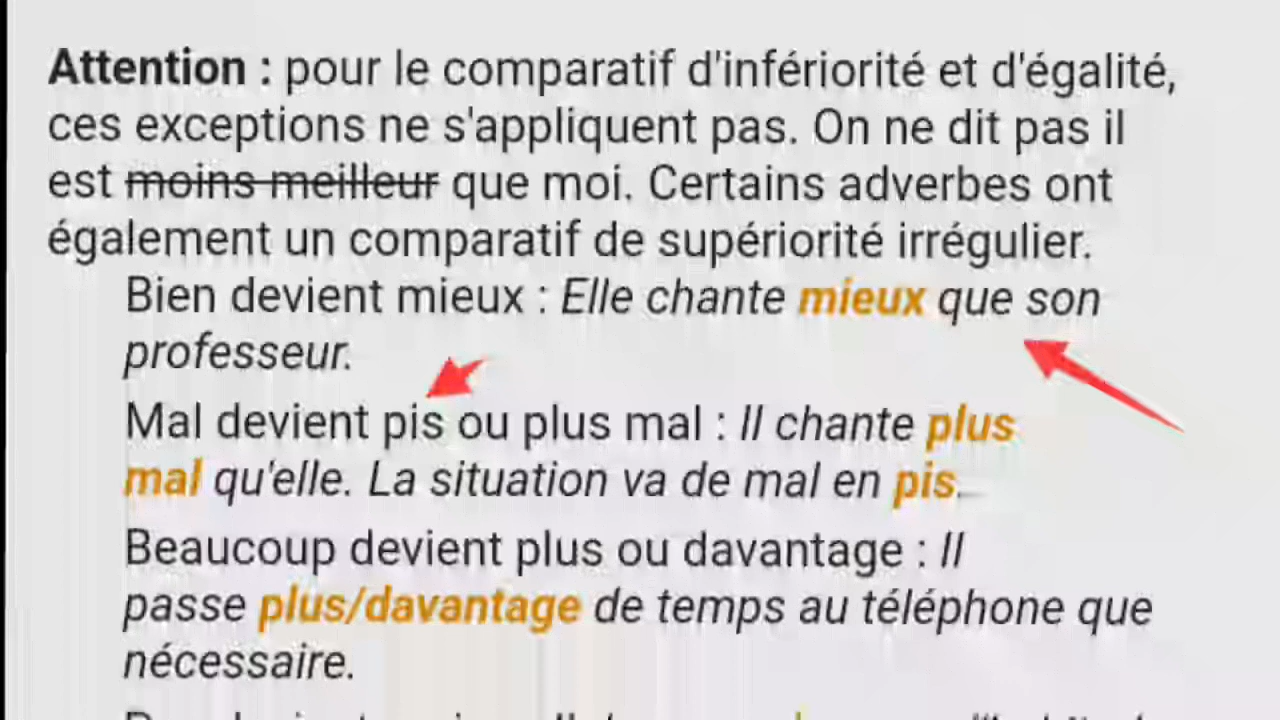 Attention : pour le comparatif d'infériorité et d'égalité,
ces exceptions ne s'appliquent pas. On ne dit pas il
est moins meilleur que moi. Certains adverbes ont
également un comparatif de supériorité irrégulier.
Bien devient mieux : Elle chante mieux que son
professeur.
Mal devient pis ou plus mal : Il chante plus
mal qu'elle. La situation va de mal en pis.
Beaucoup devient plus ou davantage : Il
passe plus/davantage de temps au téléphone que
nécessaire.